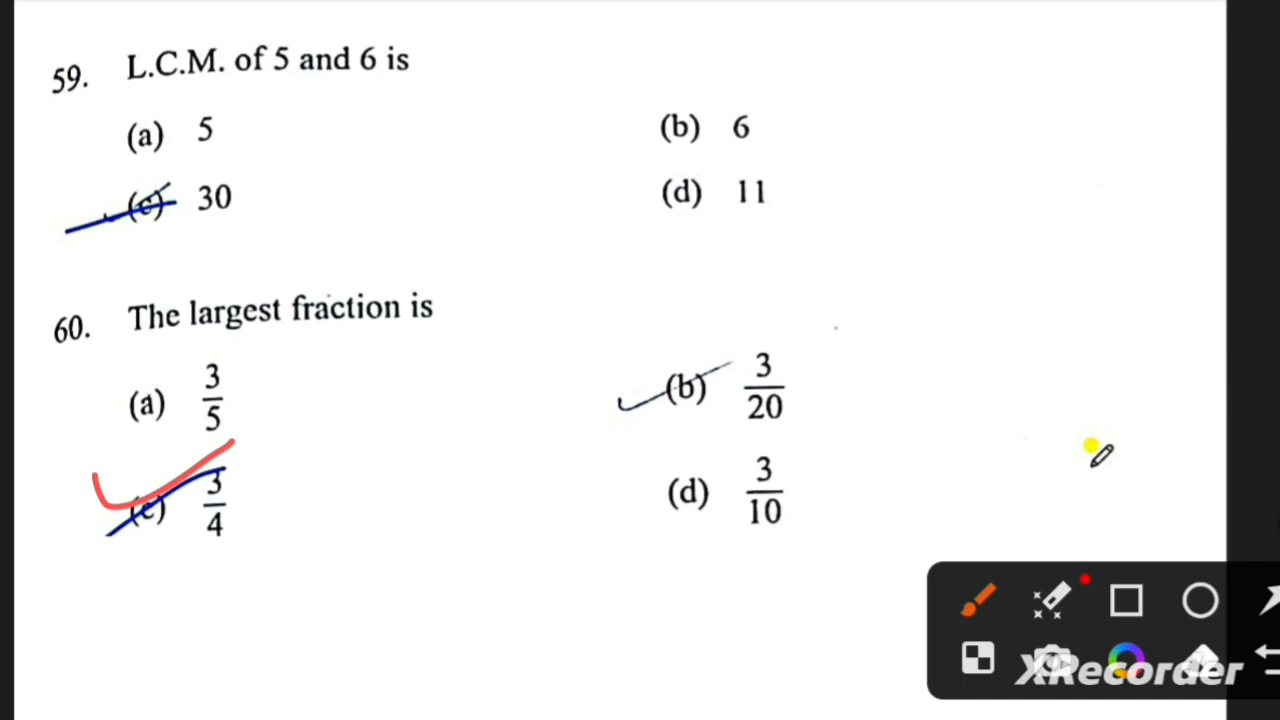 59. L.C.M. of 5 and 6 is
(a) 5 (b) 6
(c) 30 (d) 11
60. The largest fraction is
(a) 3/5 (b) 3/20
(c) 3/4 (d) 3/10
XRecorder